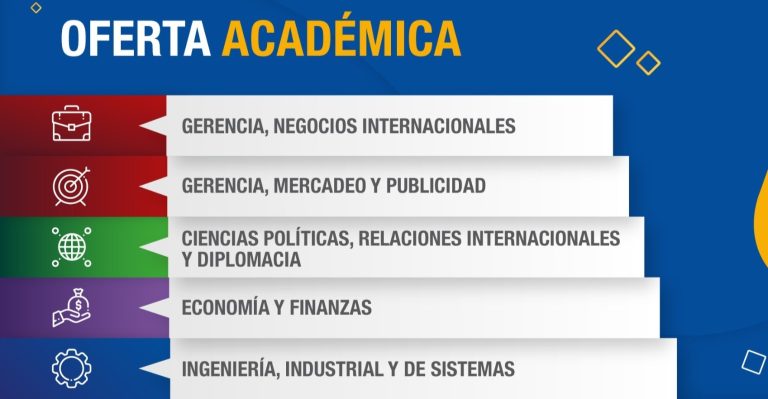 OFERTA ACADÉMICA
GERENCIA, NEGOCIOS INTERNACIONALES
GERENCIA, MERCADEO Y PUBLICIDAD
CIENCIAS POLÍTICAS, RELACIONES INTERNACIONALES
Y DIPLOMACIA
ECONOMÍA Y FINANZAS
INGENIERÍA, INDUSTRIAL Y DE SISTEMAS